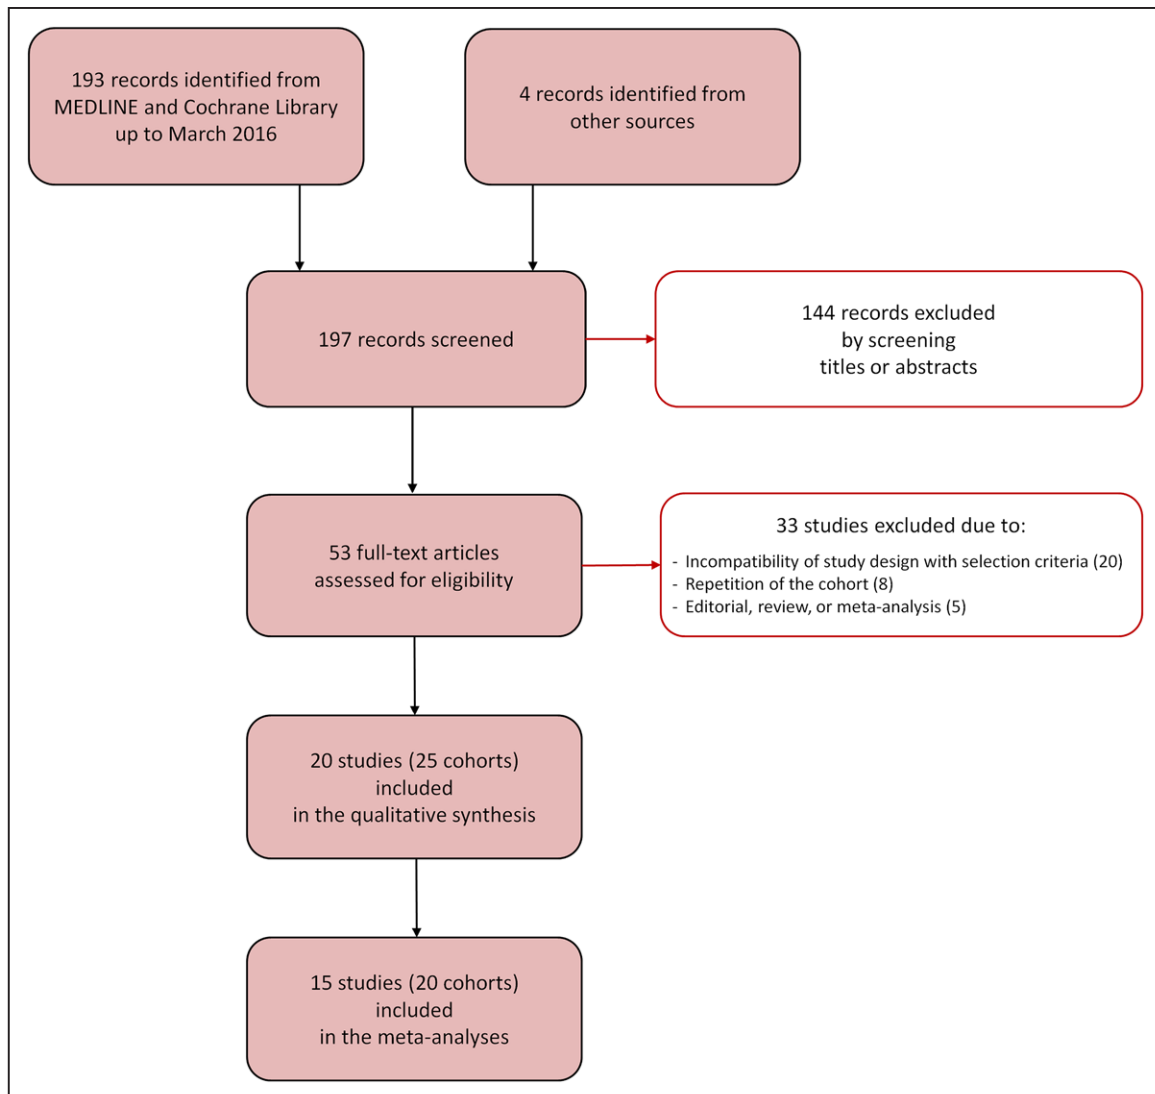 193 records identified from
MEDLINE and Cochrane Library
up to March 2016
4 records identified from
other sources
197 records screened
144 records excluded
by screening
titles or abstracts
53 full-text articles
assessed for eligibility
33 studies excluded due to:
- Incompatibility of study design with selection criteria (20)
- Repetition of the cohort (8)
- Editorial, review, or meta-analysis (5)
20 studies (25 cohorts)
included
in the qualitative synthesis
15 studies (20 cohorts)
included
in the meta-analyses